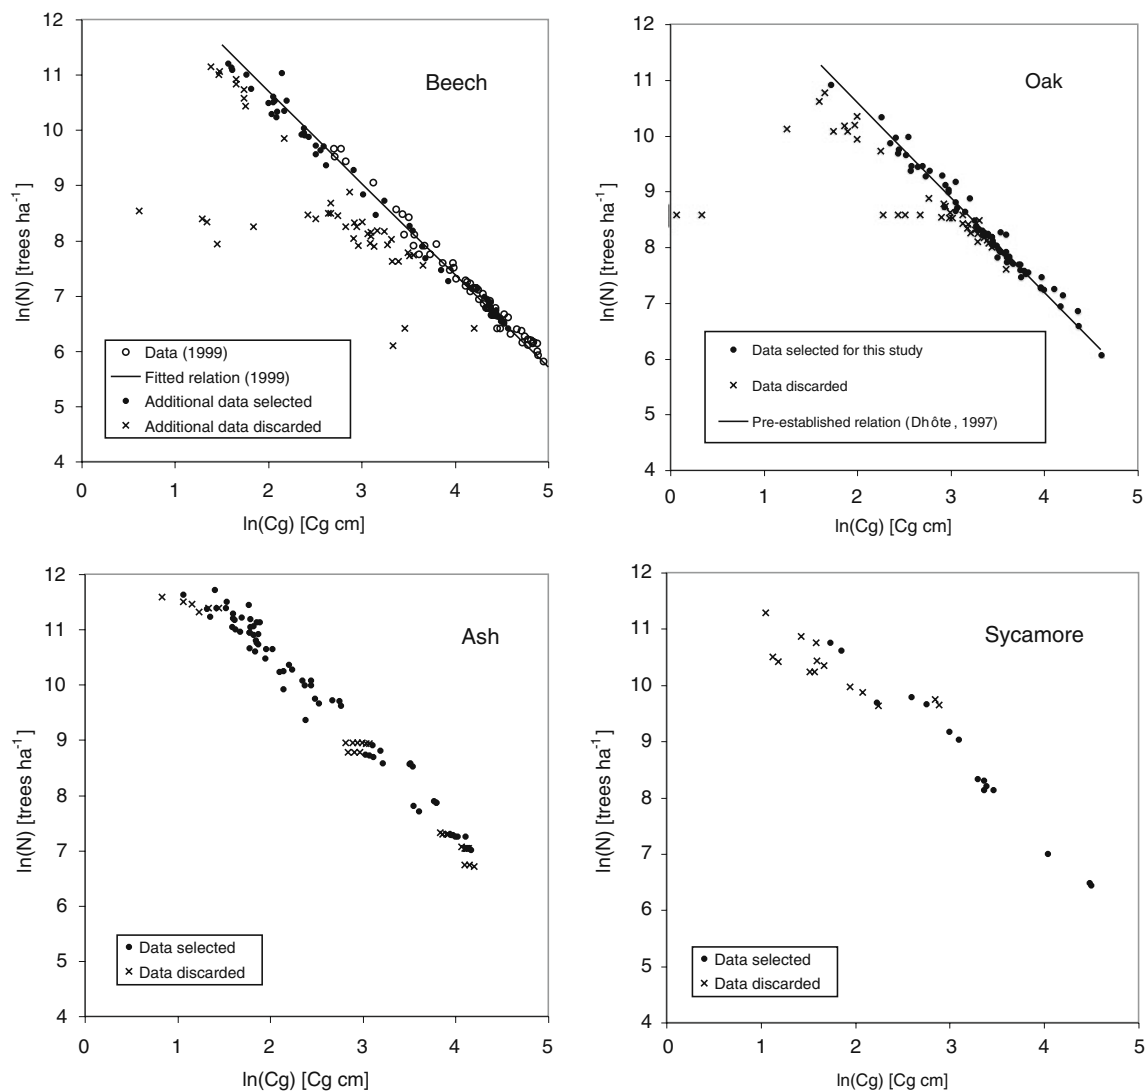 Beech
12
11
10
9
8
7
6
5
4
ln(N) [trees ha⁻¹]
Data (1999)
Fitted relation (1999)
Additional data selected
Additional data discarded
0 1 2 3 4 5
ln(Cg) [Cg cm]
Oak
12
11
10
9
8
7
6
5
4
ln(N) [trees ha⁻¹]
Data selected for this study
Data discarded
Pre-established relation (Dhôte, 1997)
0 1 2 3 4 5
ln(Cg) [Cg cm]
Ash
12
11
10
9
8
7
6
5
4
ln(N) [trees ha⁻¹]
Data selected
Data discarded
0 1 2 3 4 5
ln(Cg) [Cg cm]
Sycamore
12
11
10
9
8
7
6
5
4
ln(N) [trees ha⁻¹]
Data selected
Data discarded
0 1 2 3 4 5
ln(Cg) [Cg cm]